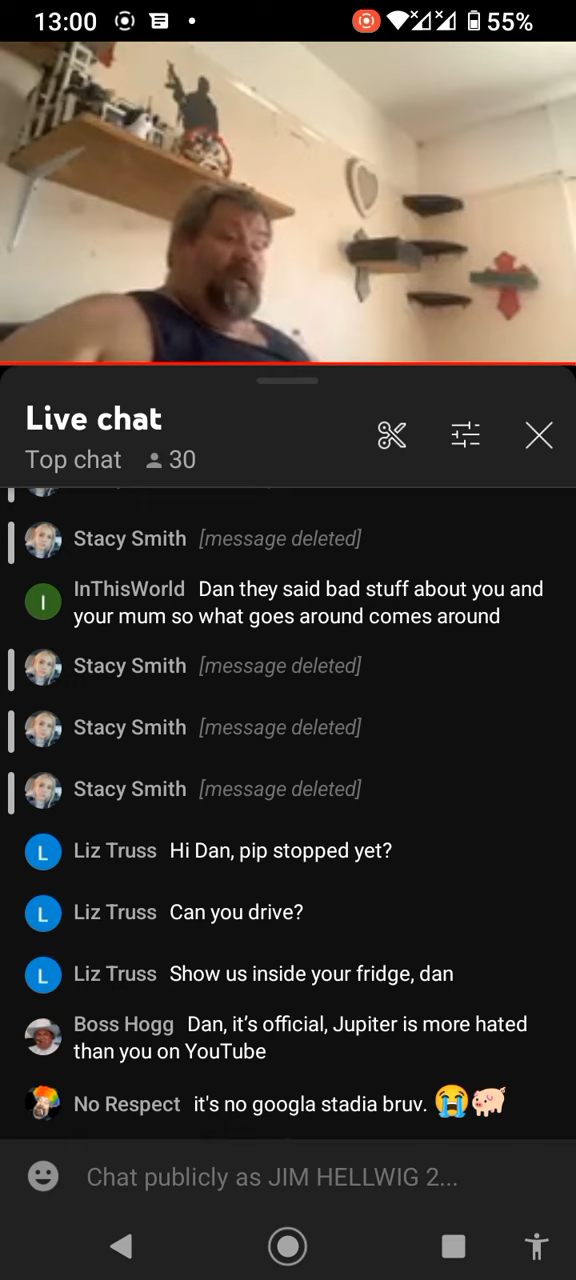 13:00
55%
Live chat
Top chat 30
Stacy Smith [message deleted]
InThisWorld Dan they said bad stuff about you and
your mum so what goes around comes around
Stacy Smith [message deleted]
Stacy Smith [message deleted]
Stacy Smith [message deleted]
L Liz Truss Hi Dan, pip stopped yet?
L Liz Truss Can you drive?
L Liz Truss Show us inside your fridge, dan
Boss Hogg Dan, it’s official, Jupiter is more hated
than you on YouTube
No Respect it's no googla stadia bruv. 😭🐖
Chat publicly as JIM HELLWIG 2...